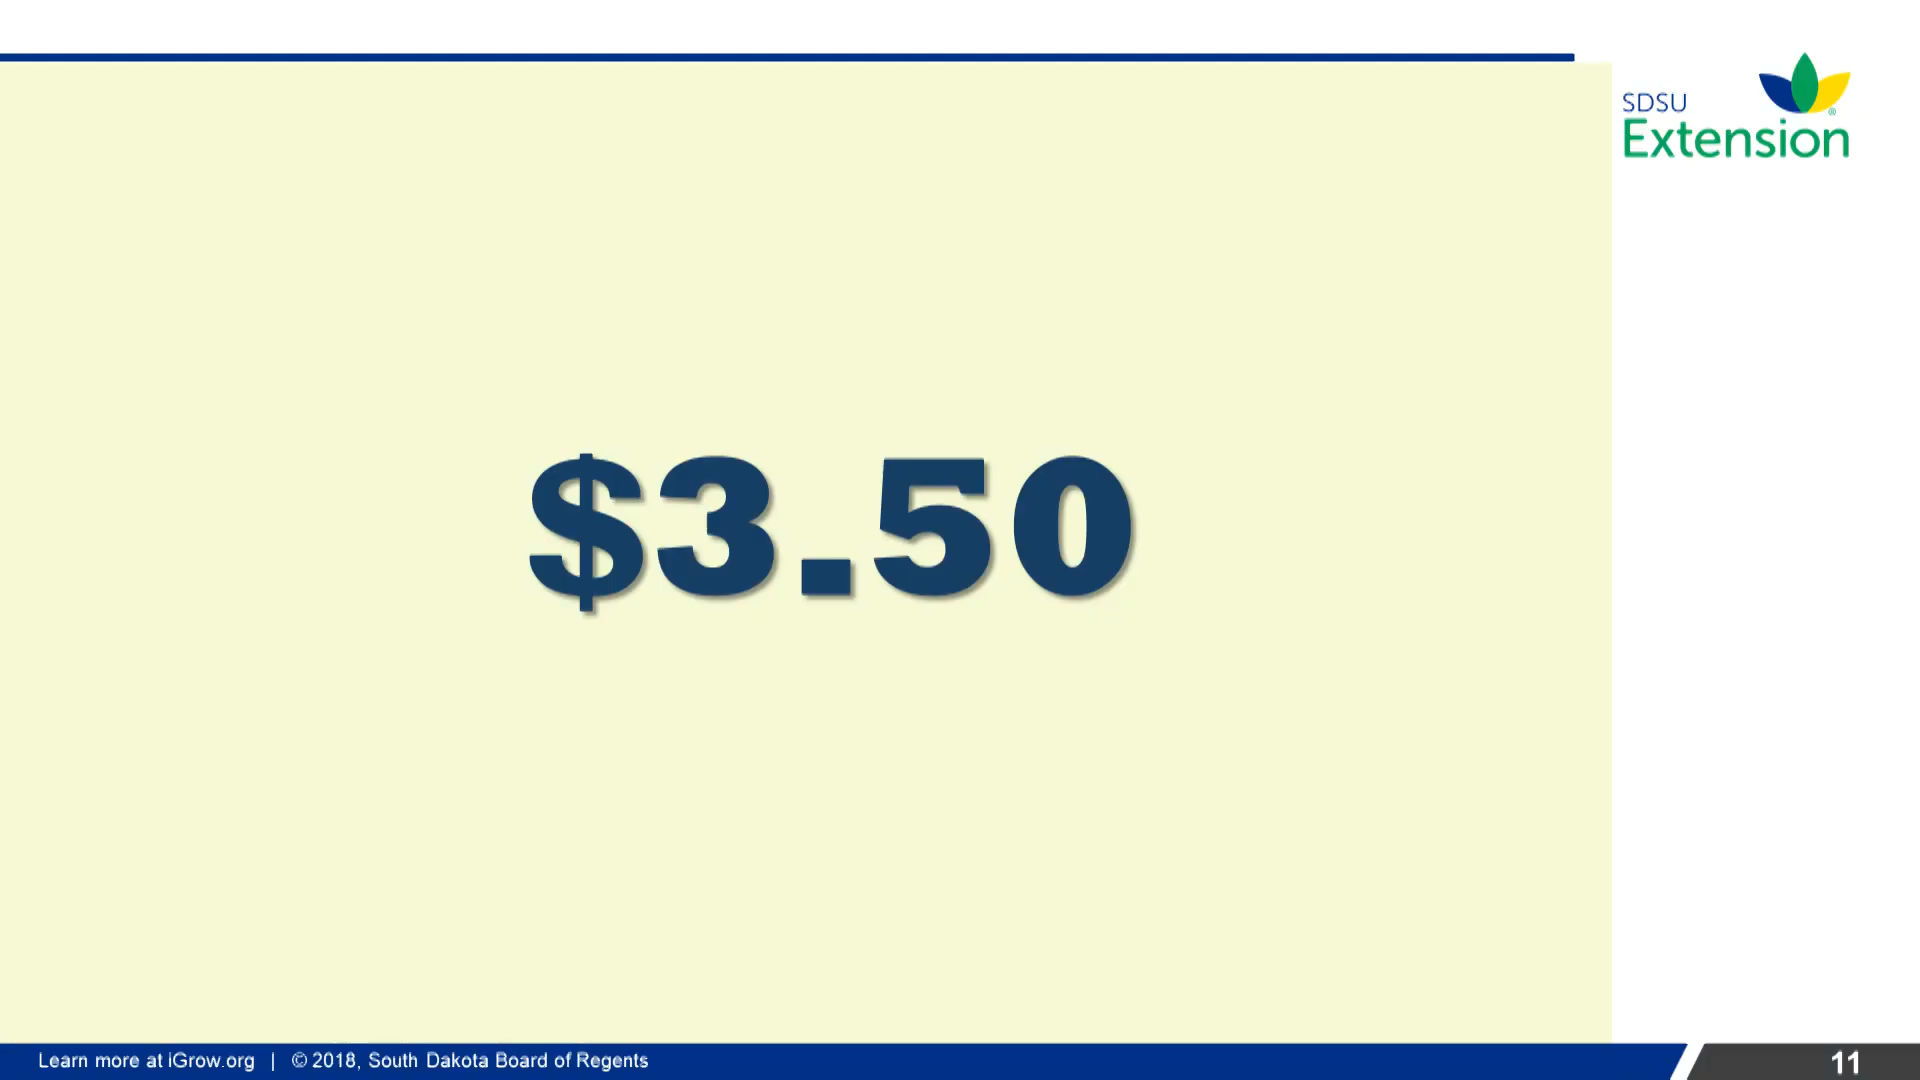 SDSU
Extension
$3.50
Learn more at iGrow.org | © 2018, South Dakota Board of Regents
11